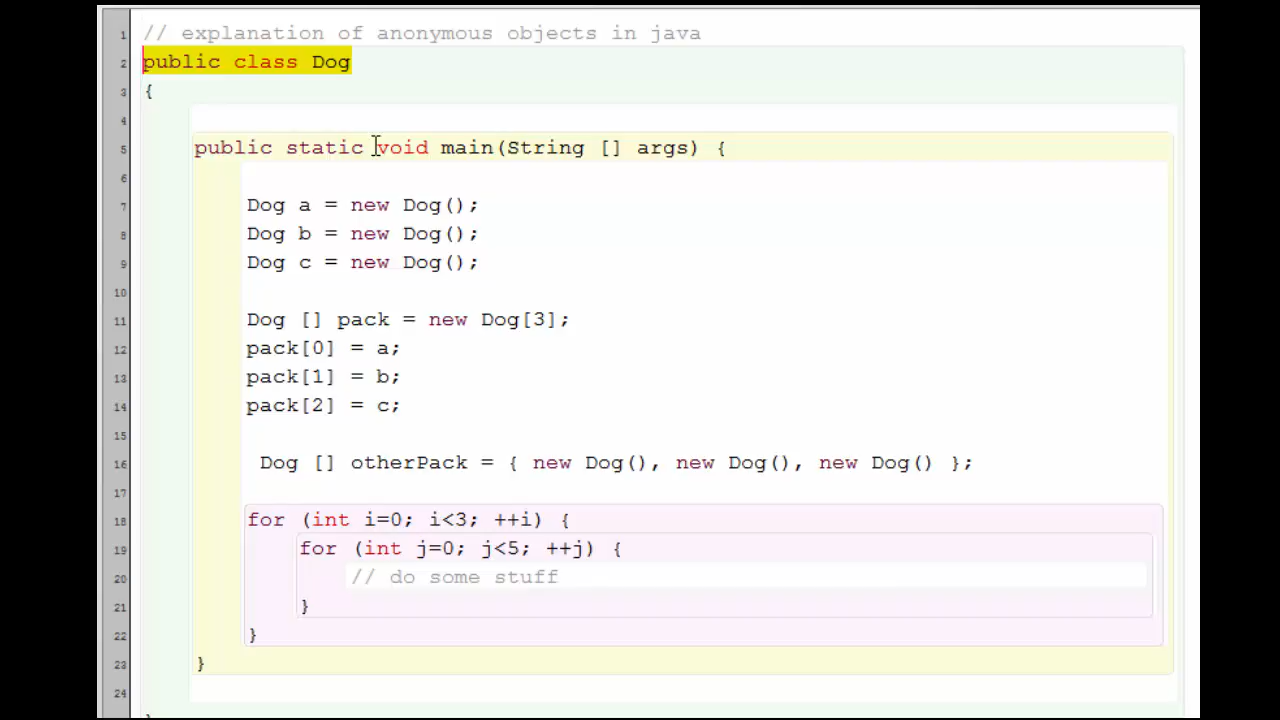 1 // explanation of anonymous objects in java
2 public class Dog
3 {
4
5 public static void main(String [] args) {
6
7 Dog a = new Dog();
8 Dog b = new Dog();
9 Dog c = new Dog();
10
11 Dog [] pack = new Dog[3];
12 pack[0] = a;
13 pack[1] = b;
14 pack[2] = c;
15
16 Dog [] otherPack = { new Dog(), new Dog(), new Dog() };
17
18 for (int i=0; i<3; ++i) {
19 for (int j=0; j<5; ++j) {
20 // do some stuff
21 }
22 }
23 }
24